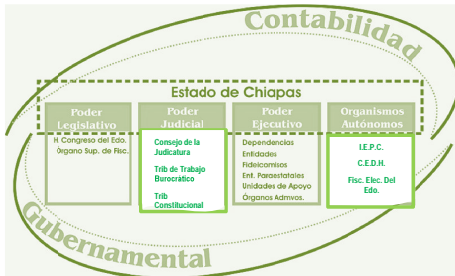 Contabilidad
Estado de Chiapas
Poder
Legislativo
H Congreso del Edo.
Órgano Sup. de Fisc.
Poder
Judicial
Consejo de la
Judicatura
Trib de Trabajo
Burocrático
Trib
Constitucional
Poder
Ejecutivo
Dependencias
Entidades
Fideicomisos
Ent. Paraestatales
Unidades de Apoyo
Órganos Admvos.
Organismos
Autónomos
I.E.P.C.
C.E.D.H.
Fisc. Elec. Del
Edo.
Gubernamental